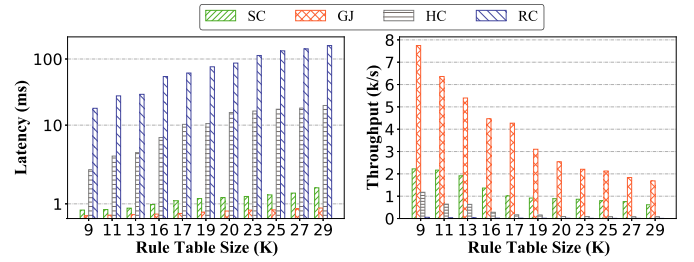 SC GJ HC RC
Latency (ms)
100
10
1
9 11 13 16 17 19 20 23 25 27 29
Rule Table Size (K)
Throughput (k/s)
8
7
6
5
4
3
2
1
0
9 11 13 16 17 19 20 23 25 27 29
Rule Table Size (K)